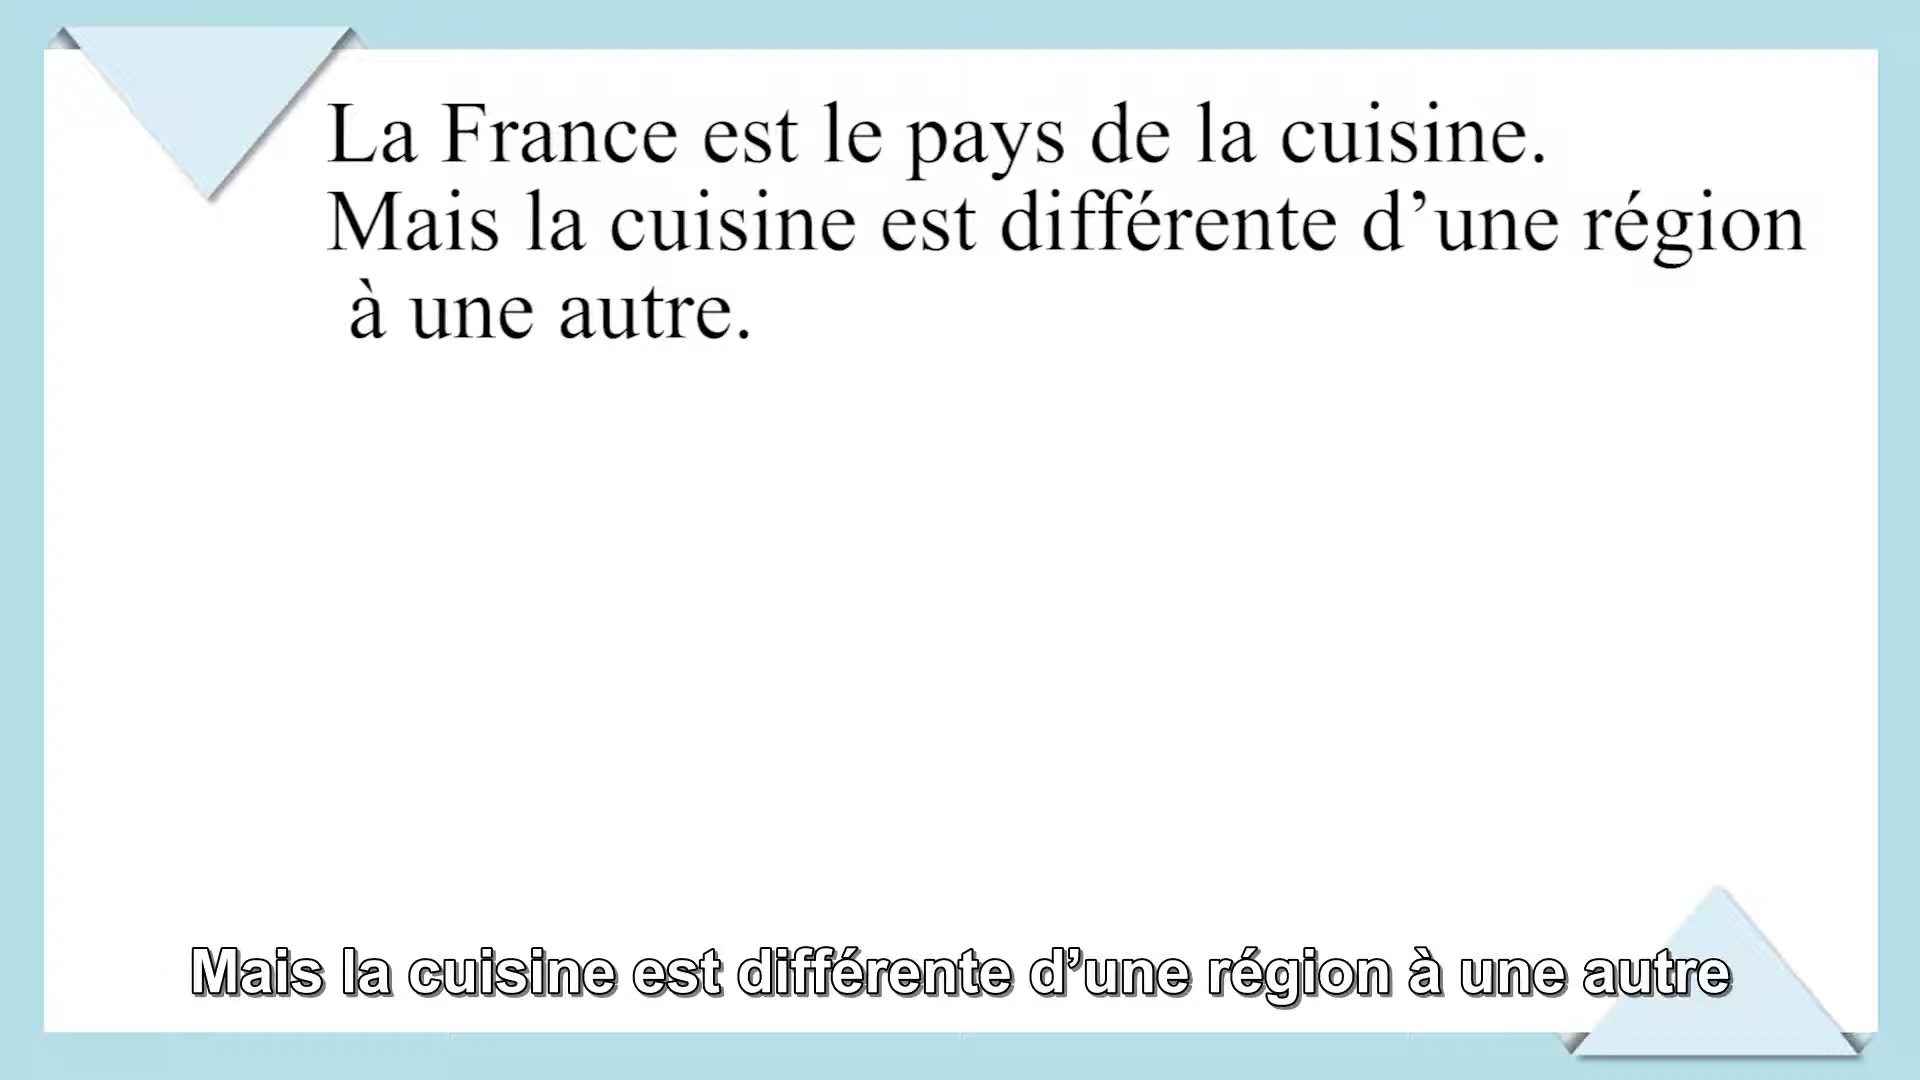 La France est le pays de la cuisine.
Mais la cuisine est différente d’une région
à une autre.
Mais la cuisine est différente d’une région à une autre